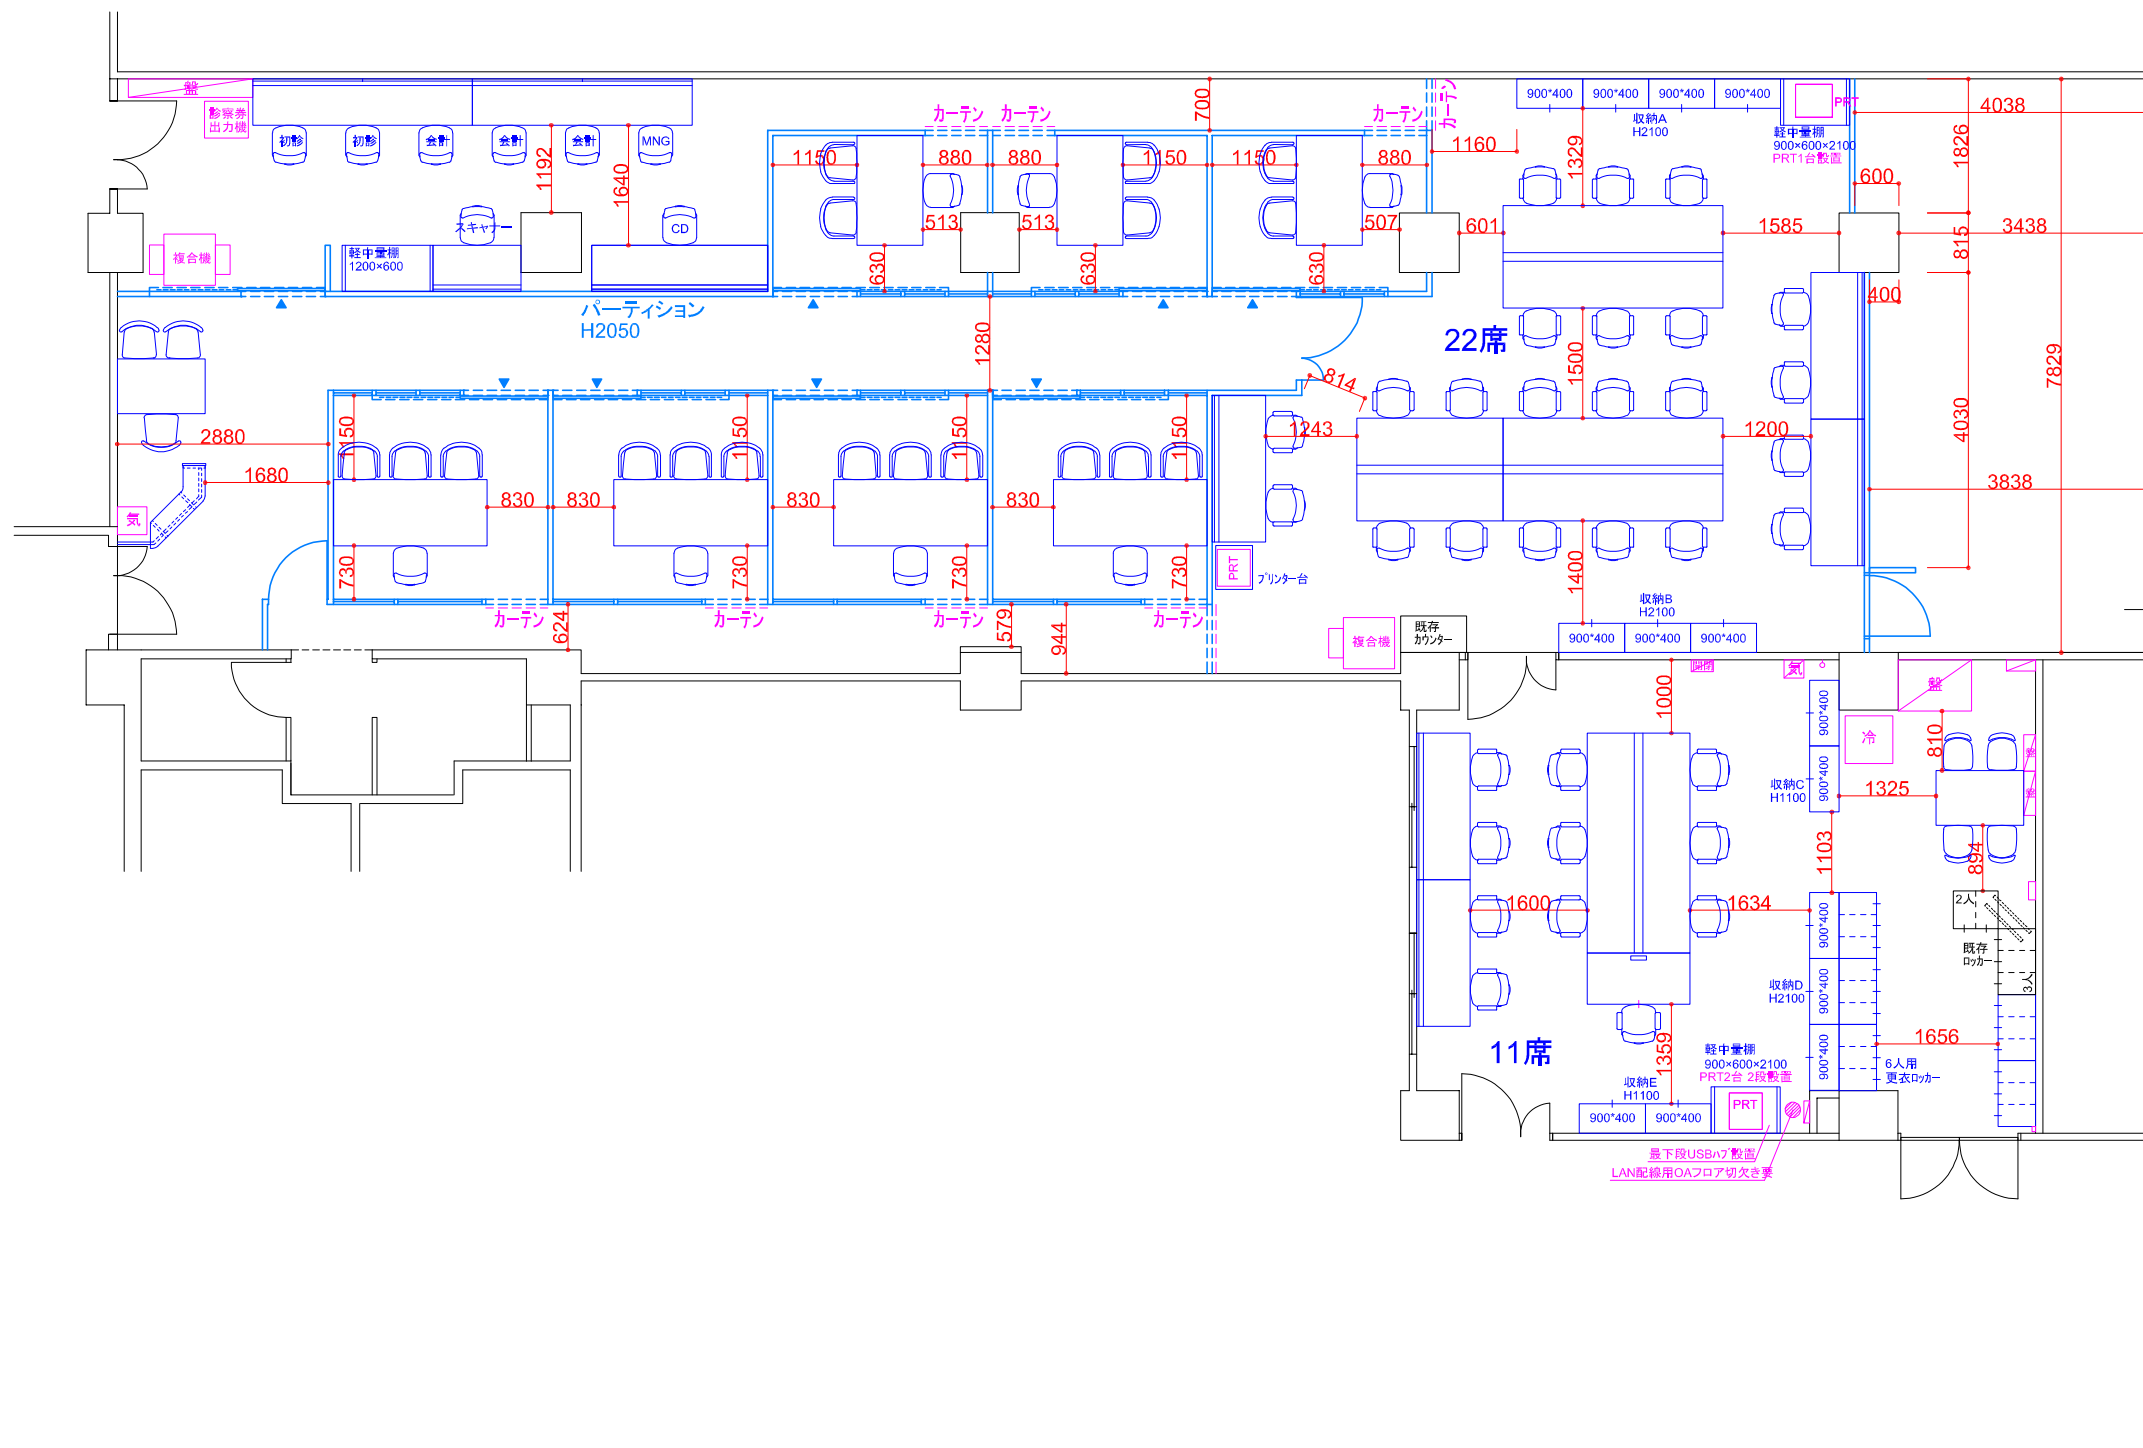 盤
診察券
出力機
初診
初診
会計
会計
会計
MNG
1192
1640
スキャナー
CD
複合機
軽中量棚
1200×600
パーティション
H2050
カーテン
カーテン
カーテン
カーテン
700
1150
880
880
1150
1150
880
513
513
507
630
630
630
1280
1160
601
1329
900*400
900*400
900*400
900*400
収納A
H2100
PRT
軽中量棚
900×600×2100
PRT1台設置
1585
22席
1500
814
1243
1200
1400
4038
1826
600
815
3438
400
4030
7829
3838
2880
1680
気
1150
1150
1150
1150
830
830
830
830
730
730
730
730
カーテン
カーテン
カーテン
カーテン
624
579
944
PRT
プリンター台
複合機
既存
カウンター
収納B
H2100
900*400
900*400
900*400
気
盤
1000
900*400
900*400
収納C
H1100
冷
810
1325
1103
894
1600
1634
2人
既存
ロッカー
3人
900*400
900*400
900*400
収納D
H2100
1656
6人用
更衣ロッカー
11席
1359
軽中量棚
900×600×2100
PRT2台 2段設置
収納E
H1100
900*400
900*400
PRT
最下段USBハブ設置
LAN配線用OAフロア切欠き要